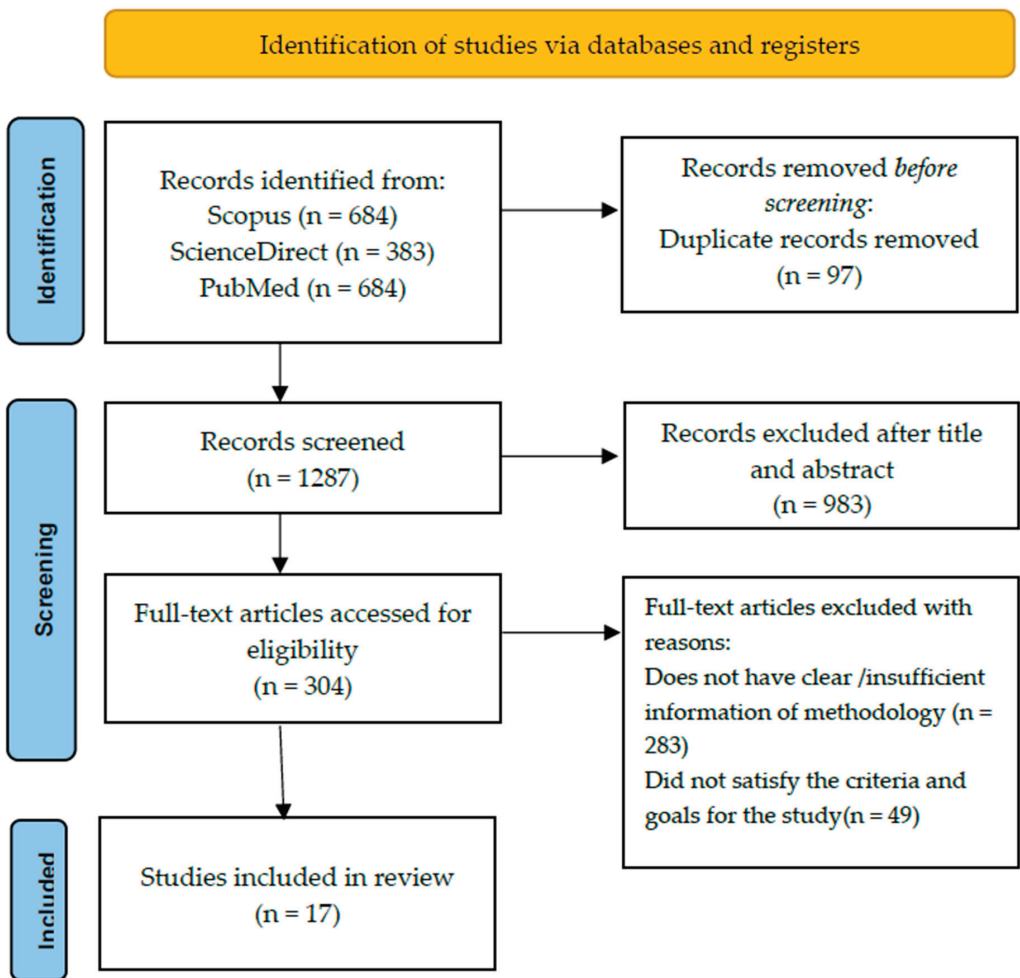 Identification of studies via databases and registers
Identification
Records identified from:
Scopus (n = 684)
ScienceDirect (n = 383)
PubMed (n = 684)
Records removed before
screening:
Duplicate records removed
(n = 97)
Screening
Records screened
(n = 1287)
Records excluded after title
and abstract
(n = 983)
Full-text articles accessed for
eligibility
(n = 304)
Full-text articles excluded with
reasons:
Does not have clear /insufficient
information of methodology (n =
283)
Did not satisfy the criteria and
goals for the study(n = 49)
Included
Studies included in review
(n = 17)